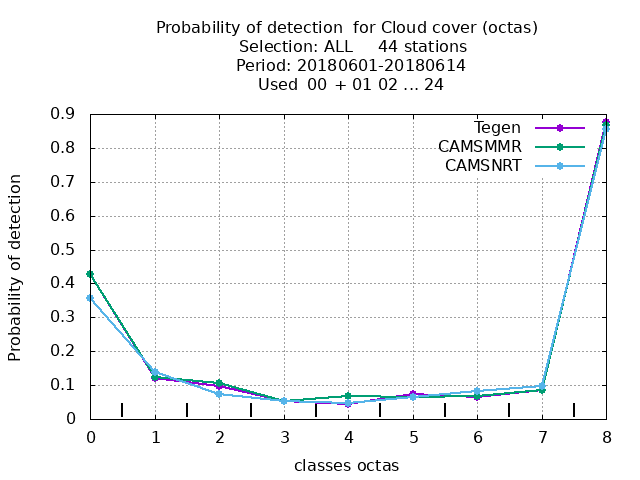 Probability of detection  for Cloud cover (octas)
Selection: ALL     44 stations
Period: 20180601-20180614
Used  00 + 01 02 ... 24
Tegen
CAMSMMR
CAMSNRT
Probability of detection
0.9
0.8
0.7
0.6
0.5
0.4
0.3
0.2
0.1
0
0 1 2 3 4 5 6 7 8
classes octas